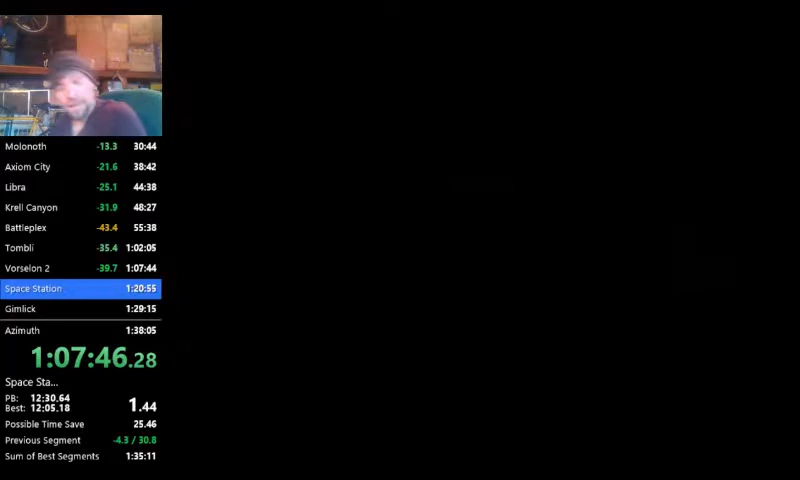 Molonoth -13.3 30:44
Axiom City -21.6 38:42
Libra -25.1 44:38
Krell Canyon -31.9 48:27
Battleplex -43.4 55:38
Tombli -35.4 1:02:05
Vorselon 2 -39.7 1:07:44
Space Station 1:20:55
Gimlick 1:29:15
Azimuth 1:38:05
1:07:46.28
Space Sta...
PB: 12:30.64
Best: 12:05.18 1.44
Possible Time Save 25.46
Previous Segment -4.3 / 30.8
Sum of Best Segments 1:35:11